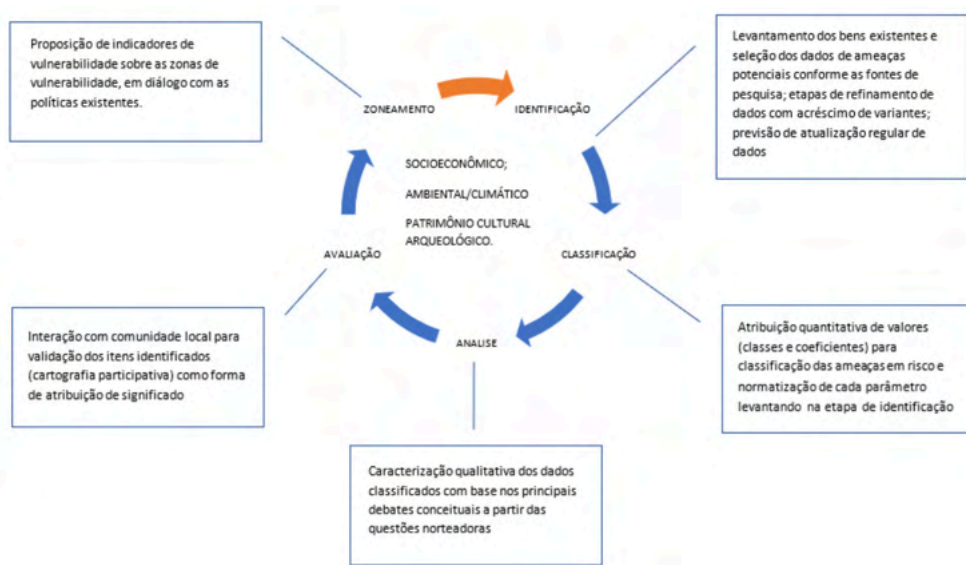 Proposição de indicadores de
vulnerabilidade sobre as zonas de
vulnerabilidade, em diálogo com as
políticas existentes.
Levantamento dos bens existentes e
seleção dos dados de ameaças
potenciais conforme as fontes de
pesquisa; etapas de refinamento de
dados com acréscimo de variantes;
previsão de atualização regular de
dados
ZONEAMENTO
IDENTIFICAÇÃO
SOCIOECONÔMICO;
AMBIENTAL/CLIMÁTICO
PATRIMÔNIO CULTURAL
ARQUEOLÓGICO.
AVALIAÇÃO
CLASSIFICAÇÃO
ANALISE
Interação com comunidade local para
validação dos itens identificados
(cartografia participativa) como forma
de atribuição de significado
Atribuição quantitativa de valores
(classes e coeficientes) para
classificação das ameaças em risco e
normatização de cada parâmetro
levantando na etapa de identificação
Caracterização qualitativa dos dados
classificados com base nos principais
debates conceituais a partir das
questões norteadoras